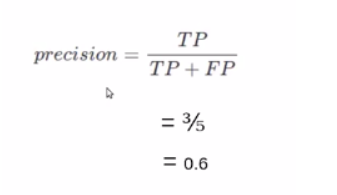 precision = TP / TP + FP
= 3/5
= 0.6